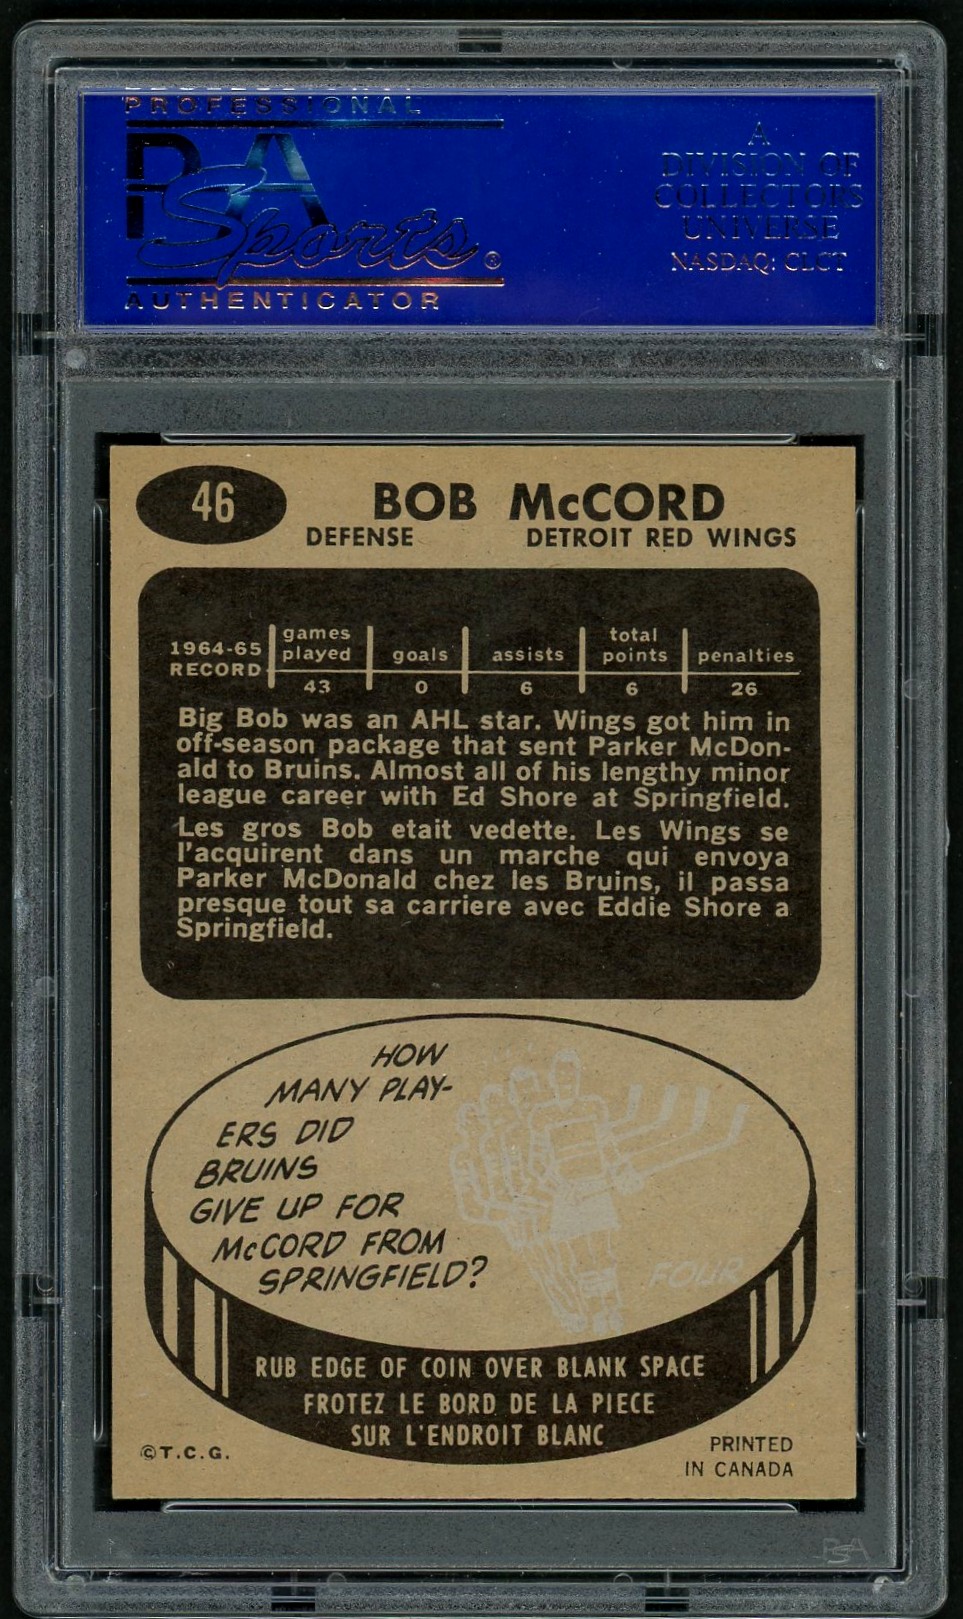 PROFESSIONAL
PSA
Sports®
AUTHENTICATOR
A
DIVISION OF
COLLECTORS
UNIVERSE
NASDAQ: CLCT
46
BOB McCORD
DEFENSE DETROIT RED WINGS
1964-65 RECORD
games played goals assists total points penalties
43 0 6 6 26
Big Bob was an AHL star. Wings got him in
off-season package that sent Parker McDon-
ald to Bruins. Almost all of his lengthy minor
league career with Ed Shore at Springfield.
Les gros Bob etait vedette. Les Wings se
l'acquirent dans un marche qui envoya
Parker McDonald chez les Bruins, il passa
presque tout sa carriere avec Eddie Shore a
Springfield.
HOW
MANY PLAY-
ERS DID
BRUINS
GIVE UP FOR
McCORD FROM
SPRINGFIELD?
FOUR
RUB EDGE OF COIN OVER BLANK SPACE
FROTEZ LE BORD DE LA PIECE
SUR L'ENDROIT BLANC
©T.C.G.
PRINTED
IN CANADA
PSA